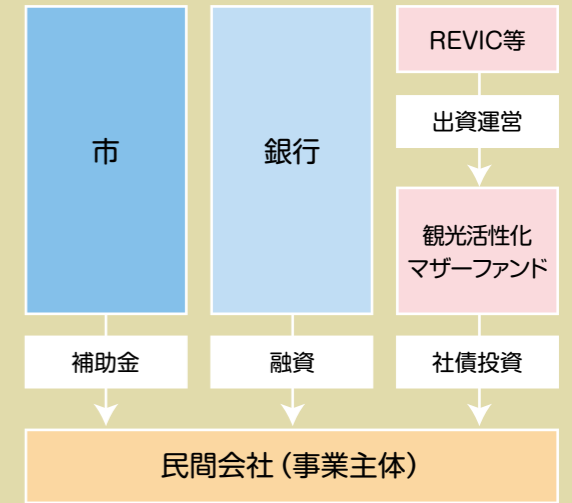 市
銀行
REVIC等
出資運営
観光活性化
マザーファンド
補助金
融資
社債投資
民間会社（事業主体）